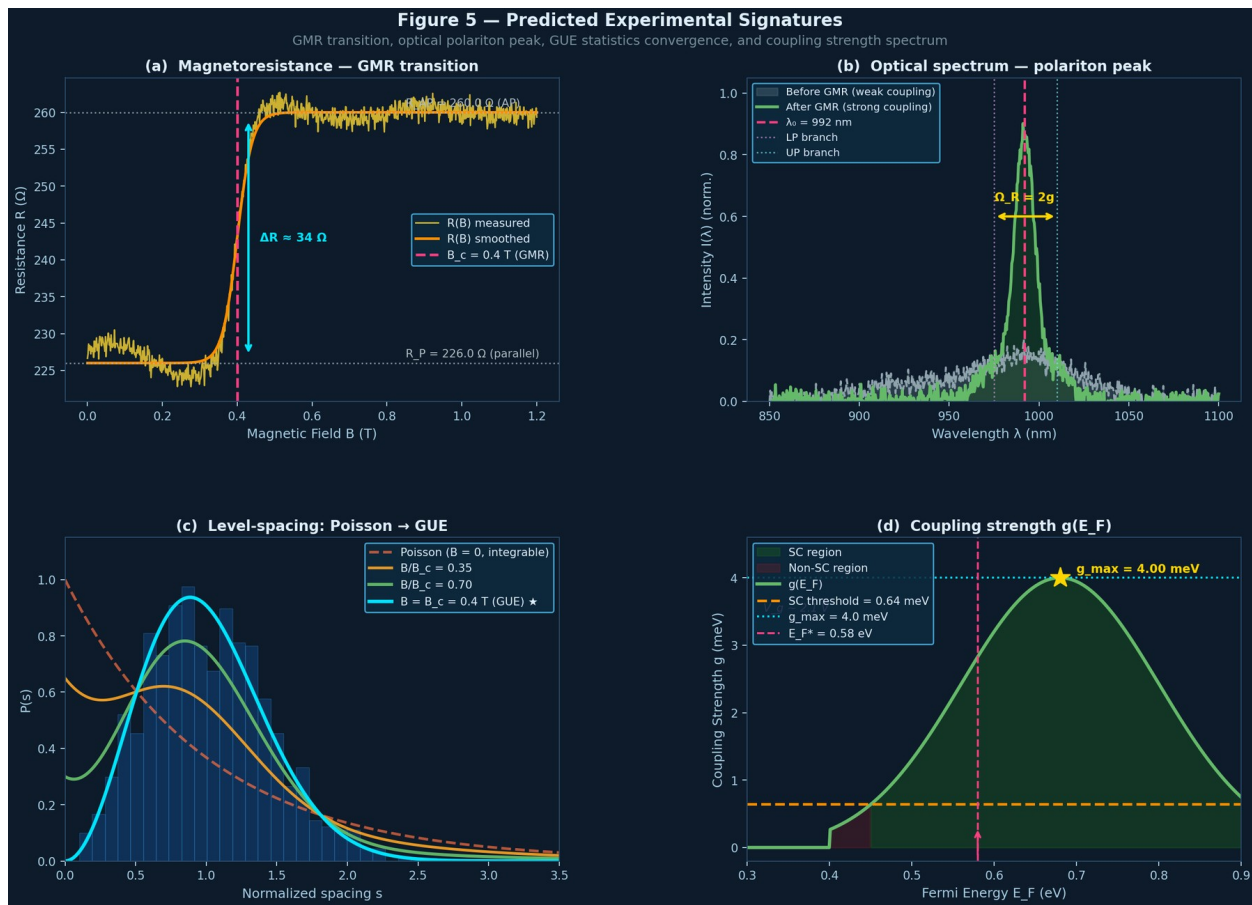 Figure 5 — Predicted Experimental Signatures
GMR transition, optical polariton peak, GUE statistics convergence, and coupling strength spectrum
(a) Magnetoresistance — GMR transition
Resistance R (Ω)
260
255
250
245
240
235
230
225
260.0 Ω (AP)
ΔR ≈ 34 Ω
R(B) measured
R(B) smoothed
B_c = 0.4 T (GMR)
R_P = 226.0 Ω (parallel)
0.0 0.2 0.4 0.6 0.8 1.0 1.2
Magnetic Field B (T)
(b) Optical spectrum — polariton peak
Intensity I(λ) (norm.)
1.0
0.8
0.6
0.4
0.2
0.0
Before GMR (weak coupling)
After GMR (strong coupling)
λ₀ = 992 nm
LP branch
UP branch
Ω_R = 2g
850 900 950 1000 1050 1100
Wavelength λ (nm)
(c) Level-spacing: Poisson → GUE
P(s)
1.0
0.8
0.6
0.4
0.2
0.0
Poisson (B = 0, integrable)
B/B_c = 0.35
B/B_c = 0.70
B = B_c = 0.4 T (GUE) ★
0.0 0.5 1.0 1.5 2.0 2.5 3.0 3.5
Normalized spacing s
(d) Coupling strength g(E_F)
Coupling Strength g (meV)
4
3
2
1
0
SC region
Non-SC region
g(E_F)
SC threshold = 0.64 meV
g_max = 4.0 meV
E_F* = 0.58 eV
g_max = 4.00 meV
0.3 0.4 0.5 0.6 0.7 0.8 0.9
Fermi Energy E_F (eV)